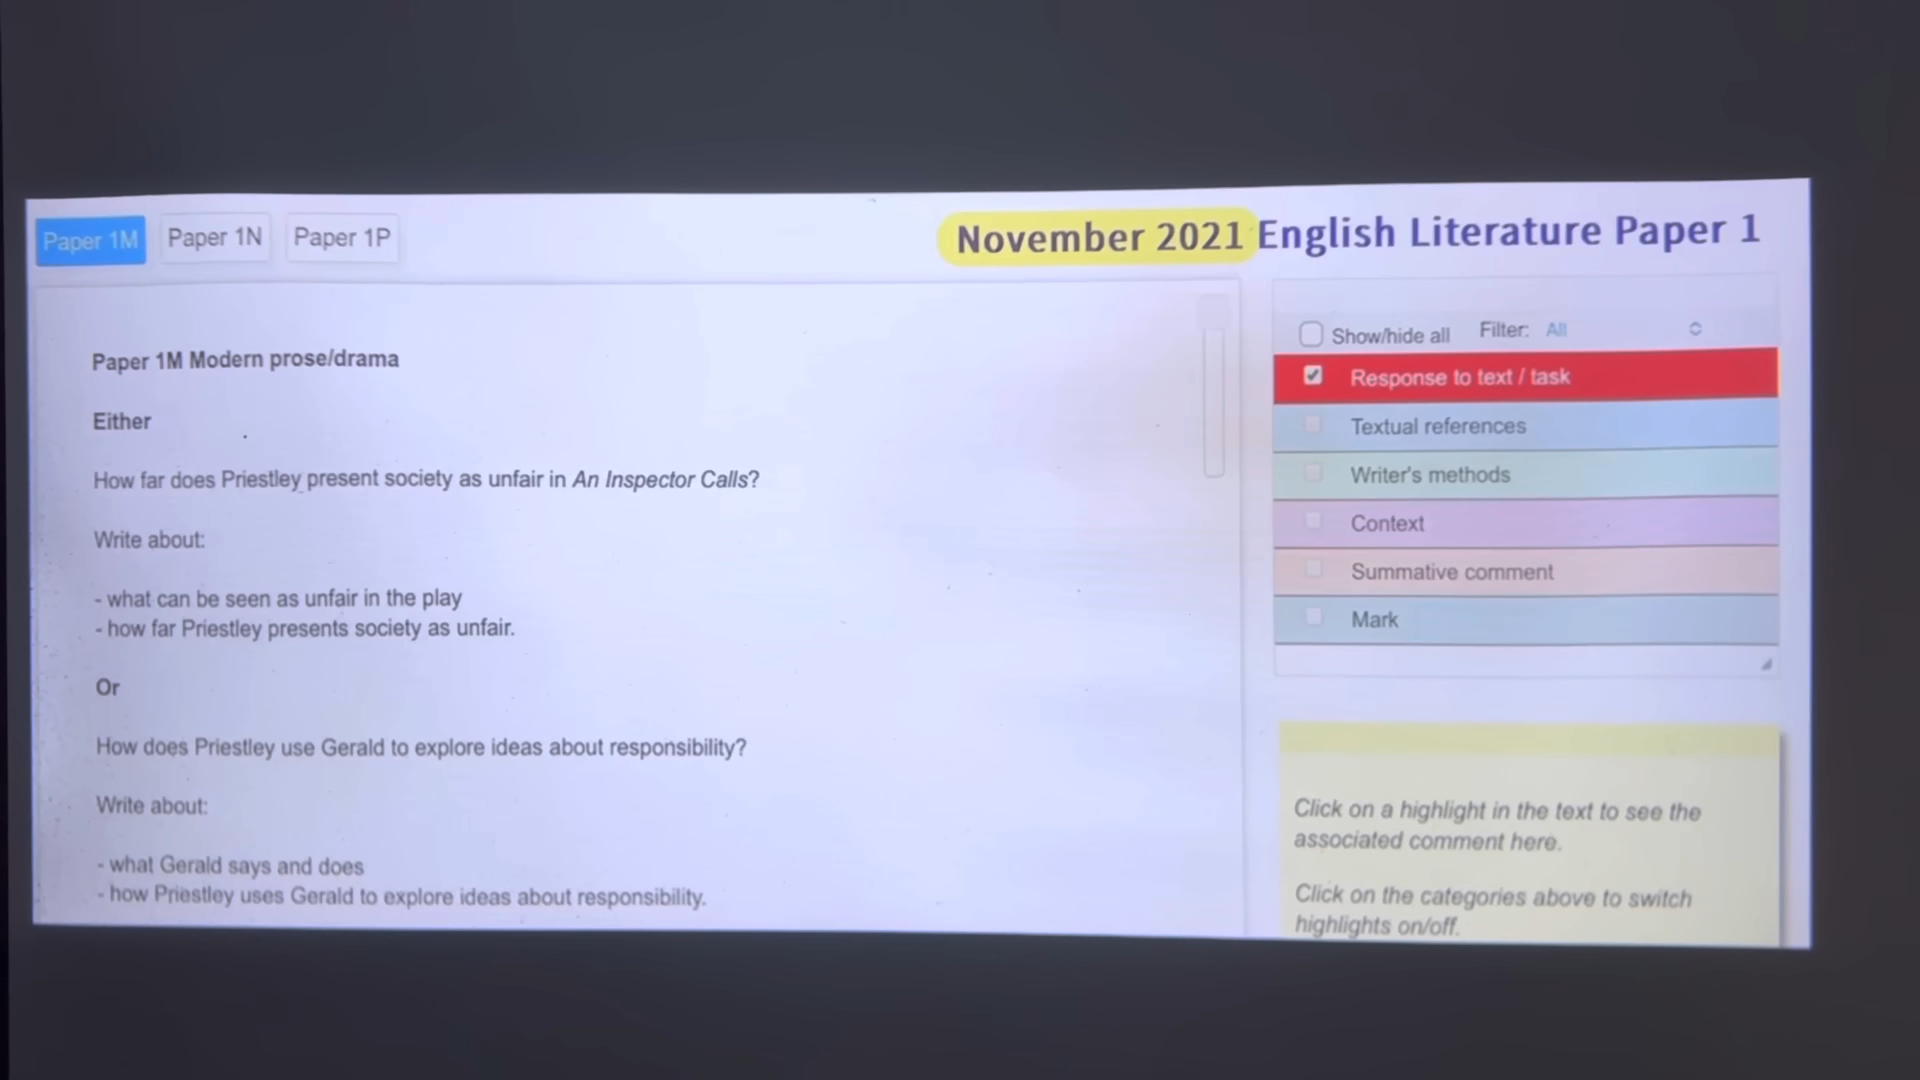 Paper 1M Paper 1N Paper 1P
November 2021 English Literature Paper 1
Paper 1M Modern prose/drama
Either
How far does Priestley present society as unfair in An Inspector Calls?
Write about:
- what can be seen as unfair in the play
- how far Priestley presents society as unfair.
Or
How does Priestley use Gerald to explore ideas about responsibility?
Write about:
- what Gerald says and does
- how Priestley uses Gerald to explore ideas about responsibility.
Show/hide all Filter: All
Response to text / task
Textual references
Writer's methods
Context
Summative comment
Mark
Click on a highlight in the text to see the
associated comment here.
Click on the categories above to switch
highlights on/off.